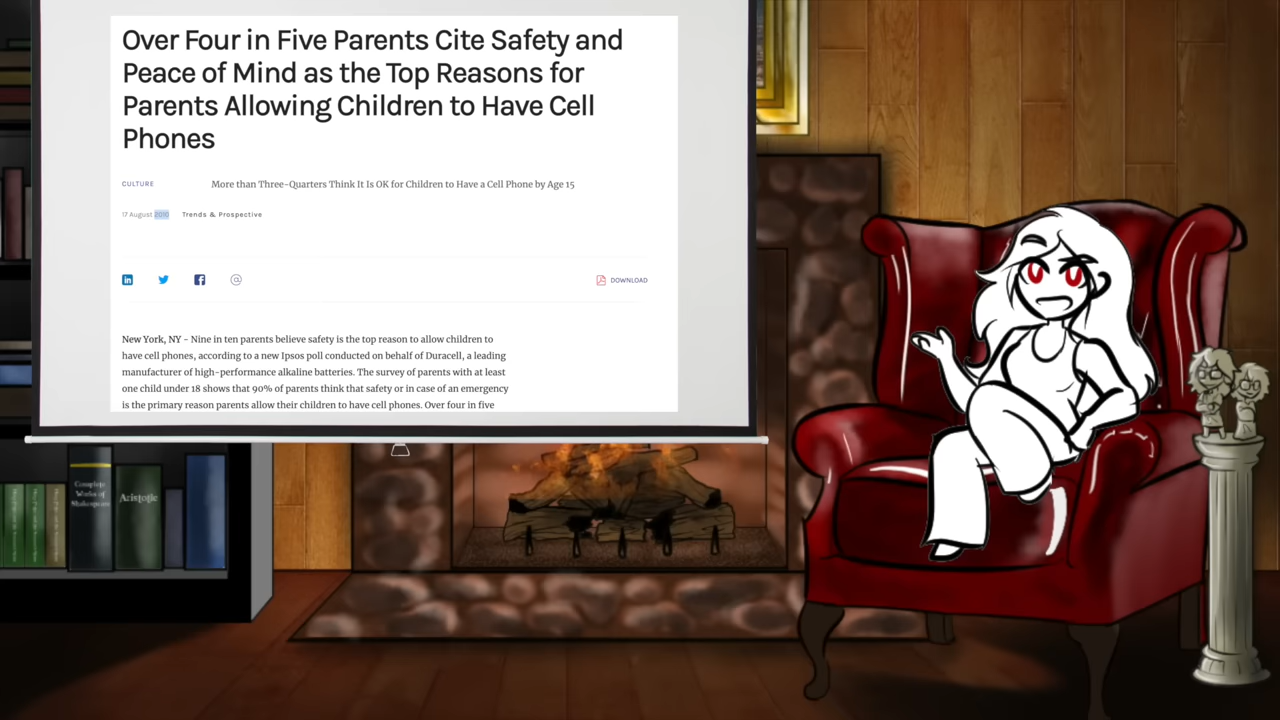 Over Four in Five Parents Cite Safety and
Peace of Mind as the Top Reasons for
Parents Allowing Children to Have Cell
Phones
CULTURE
More than Three-Quarters Think It Is OK for Children to Have a Cell Phone by Age 15
17 August 2010
Trends & Prospective
DOWNLOAD
New York, NY - Nine in ten parents believe safety is the top reason to allow children to
have cell phones, according to a new Ipsos poll conducted on behalf of Duracell, a leading
manufacturer of high-performance alkaline batteries. The survey of parents with at least
one child under 18 shows that 90% of parents think that safety or in case of an emergency
is the primary reason parents allow their children to have cell phones. Over four in five
Complete
Works of
Shakespeare
Aristotle